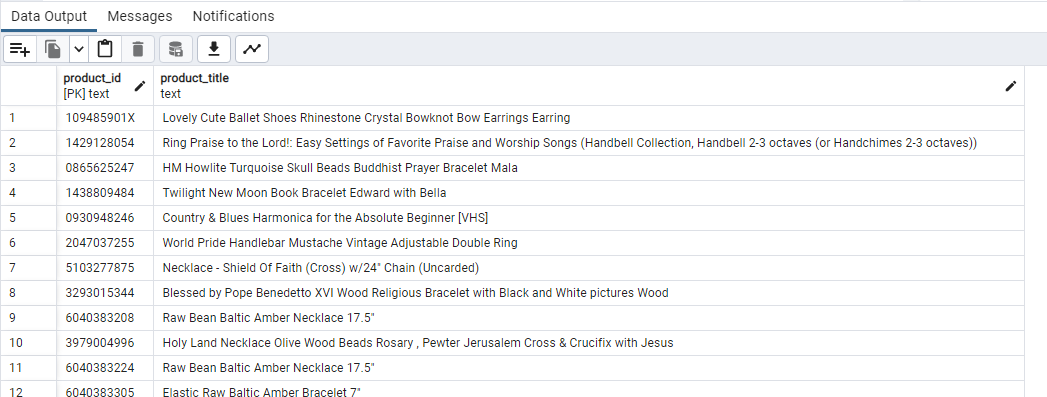 Data Output Messages Notifications
product_id product_title
[PK] text text
1 109485901X Lovely Cute Ballet Shoes Rhinestone Crystal Bowknot Bow Earrings Earring
2 1429128054 Ring Praise to the Lord!: Easy Settings of Favorite Praise and Worship Songs (Handbell Collection, Handbell 2-3 octaves (or Handchimes 2-3 octaves))
3 0865625247 HM Howlite Turquoise Skull Beads Buddhist Prayer Bracelet Mala
4 1438809484 Twilight New Moon Book Bracelet Edward with Bella
5 0930948246 Country & Blues Harmonica for the Absolute Beginner [VHS]
6 2047037255 World Pride Handlebar Mustache Vintage Adjustable Double Ring
7 5103277875 Necklace - Shield Of Faith (Cross) w/24" Chain (Uncarded)
8 3293015344 Blessed by Pope Benedetto XVI Wood Religious Bracelet with Black and White pictures Wood
9 6040383208 Raw Bean Baltic Amber Necklace 17.5"
10 3979004996 Holy Land Necklace Olive Wood Beads Rosary , Pewter Jerusalem Cross & Crucifix with Jesus
11 6040383224 Raw Bean Baltic Amber Necklace 17.5"
12 6040383305 Elastic Raw Baltic Amber Bracelet 7"